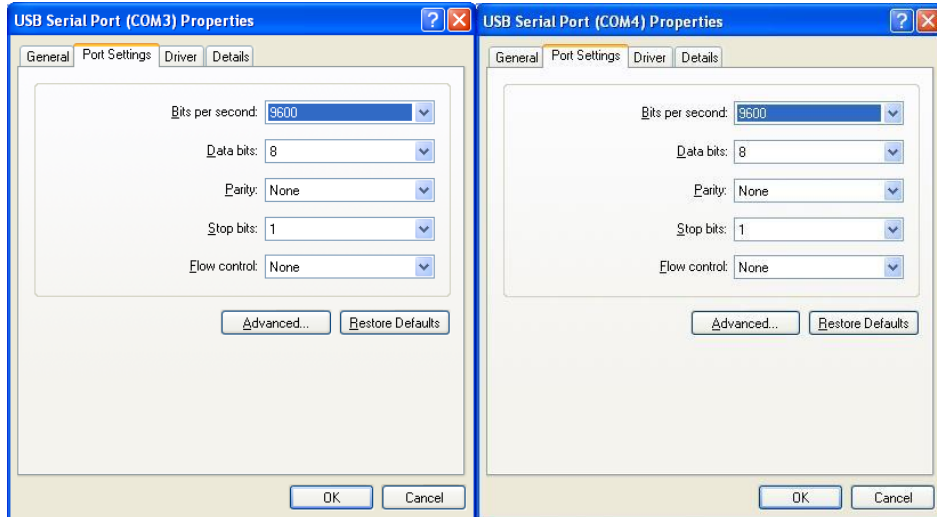 USB Serial Port (COM3) Properties
General Port Settings Driver Details
Bits per second: 9600
Data bits: 8
Parity: None
Stop bits: 1
Flow control: None
Advanced... Restore Defaults
OK Cancel
USB Serial Port (COM4) Properties
General Port Settings Driver Details
Bits per second: 9600
Data bits: 8
Parity: None
Stop bits: 1
Flow control: None
Advanced... Restore Defaults
OK Cancel